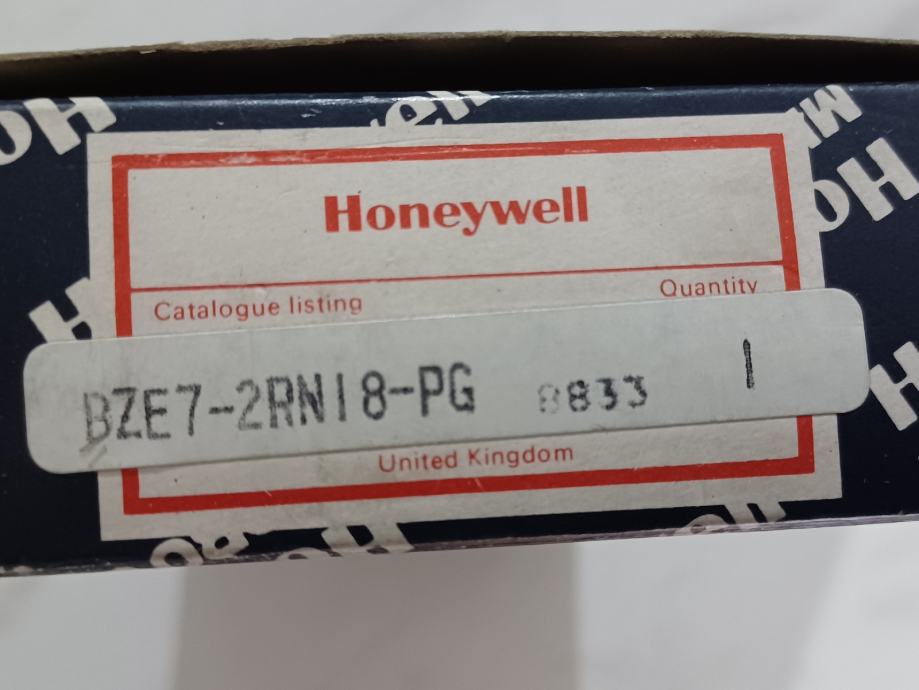 Honeywell
Catalogue listing Quantity
BZE7-2RN18-PG 8833 1
United Kingdom